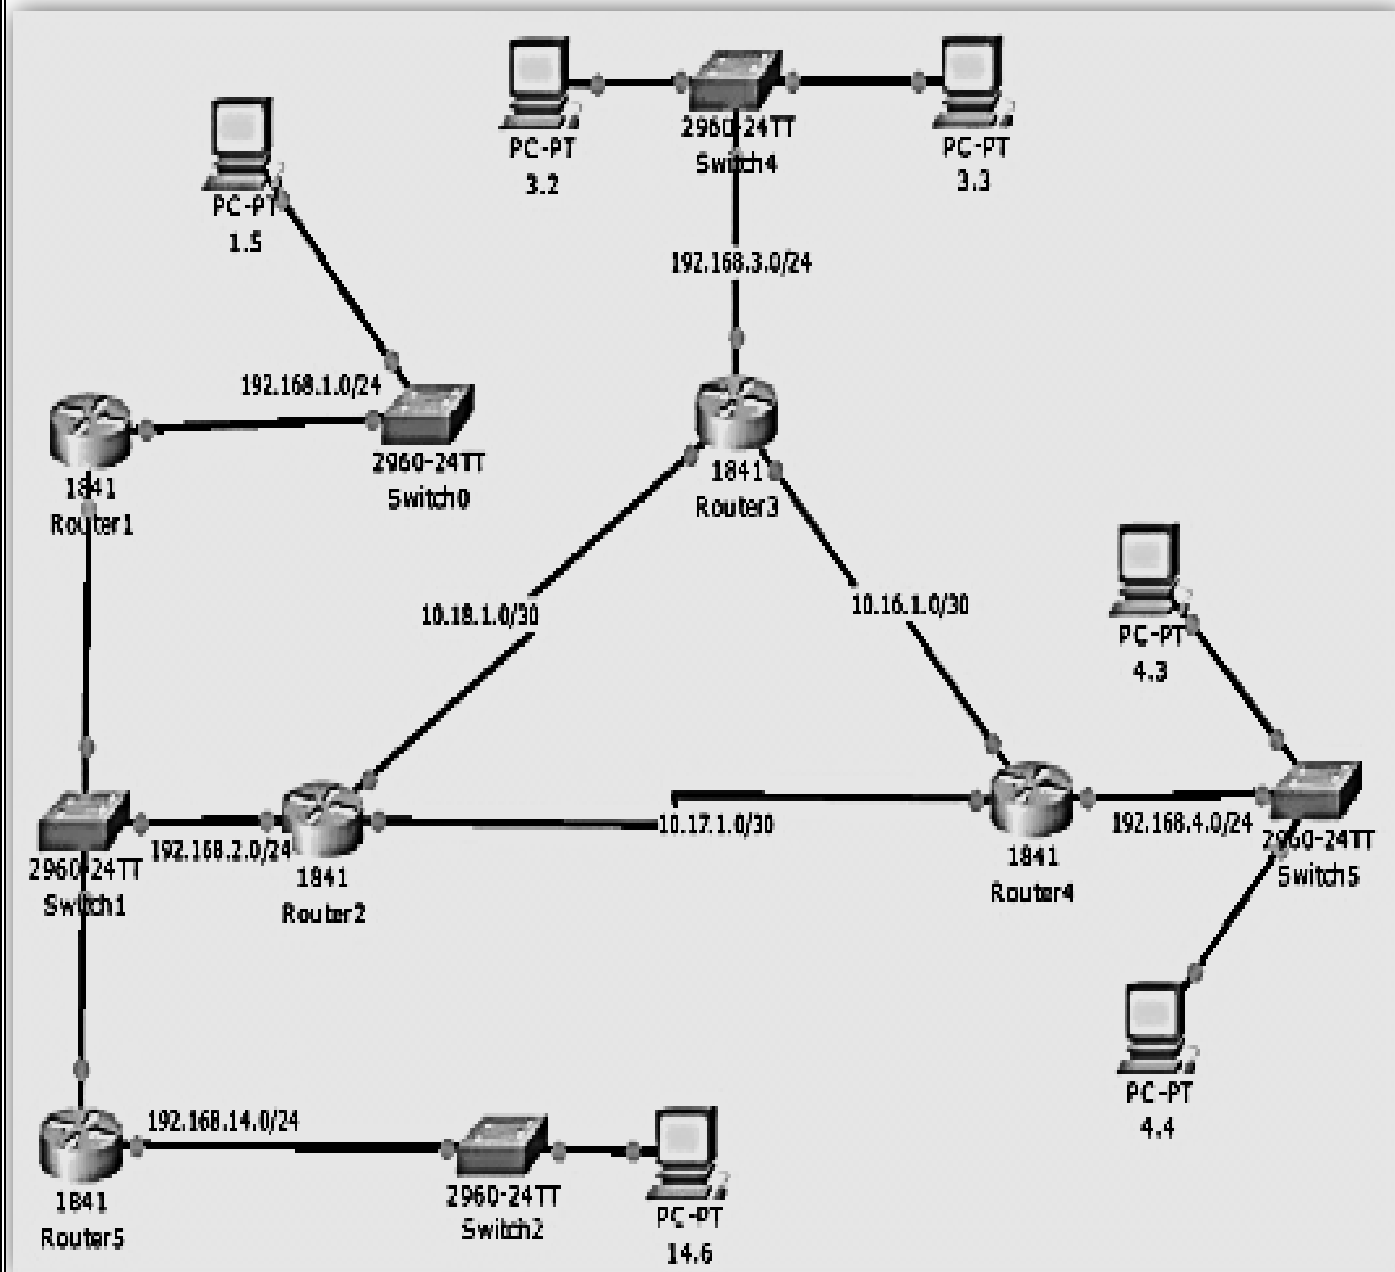 PC-PT
3.2
2960-24TT
Switch4
PC-PT
3.3
PC-PT
1.5
192.168.3.0/24
192.168.1.0/24
2960-24TT
Switch0
1841
Router1
1841
Router3
10.18.1.0/30
10.16.1.0/30
PC-PT
4.3
192.168.2.0/24
10.17.1.0/30
192.168.4.0/24
2960-24TT
Switch1
1841
Router2
1841
Router4
2960-24TT
Switch5
PC-PT
4.4
192.168.14.0/24
1841
Router5
2960-24TT
Switch2
PC-PT
14.6